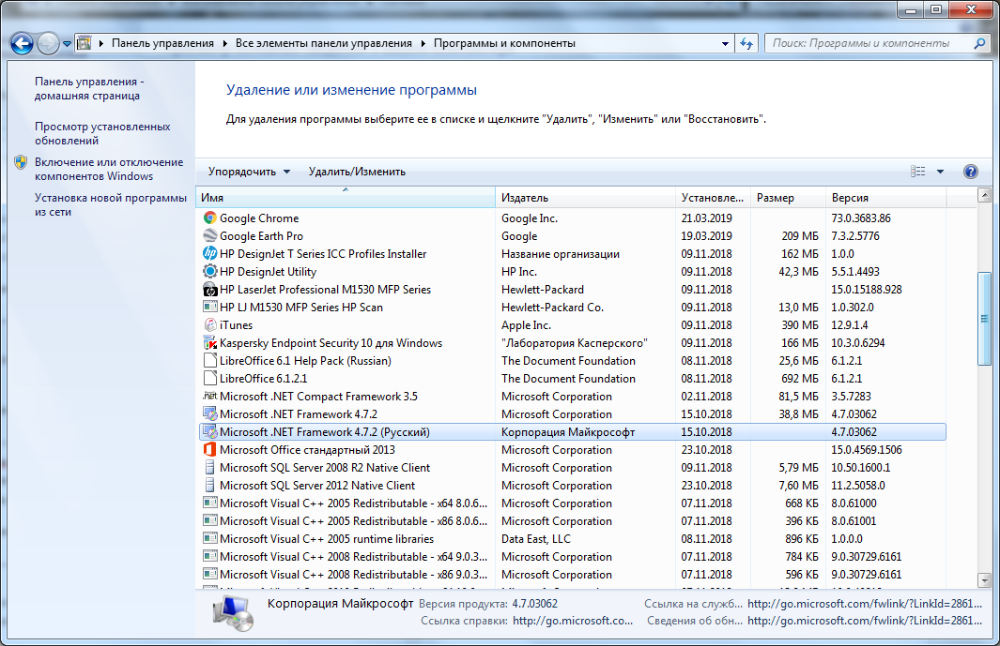 Панель управления ▸ Все элементы панели управления ▸ Программы и компоненты
Поиск: Программы и компоненты
Панель управления -
домашняя страница
Просмотр установленных
обновлений
Включение или отключение
компонентов Windows
Установка новой программы
из сети
Удаление или изменение программы
Для удаления программы выберите ее в списке и щелкните "Удалить", "Изменить" или "Восстановить".
Упорядочить Удалить/Изменить
Имя Издатель Установле... Размер Версия
Google Chrome Google Inc. 21.03.2019 73.0.3683.86
Google Earth Pro Google 19.03.2019 209 МБ 7.3.2.5776
HP DesignJet T Series ICC Profiles Installer Название организации 09.11.2018 162 МБ 1.0.0
HP DesignJet Utility HP Inc. 09.11.2018 42,3 МБ 5.5.1.4493
HP LaserJet Professional M1530 MFP Series Hewlett-Packard 09.11.2018 15.0.15188.928
HP LJ M1530 MFP Series HP Scan Hewlett-Packard Co. 09.11.2018 13,0 МБ 1.0.302.0
iTunes Apple Inc. 09.11.2018 390 МБ 12.9.1.4
Kaspersky Endpoint Security 10 для Windows "Лаборатория Касперского" 09.11.2018 166 МБ 10.3.0.6294
LibreOffice 6.1 Help Pack (Russian) The Document Foundation 08.11.2018 25,6 МБ 6.1.2.1
LibreOffice 6.1.2.1 The Document Foundation 08.11.2018 692 МБ 6.1.2.1
Microsoft .NET Compact Framework 3.5 Microsoft Corporation 02.11.2018 81,5 МБ 3.5.7283
Microsoft .NET Framework 4.7.2 Microsoft Corporation 15.10.2018 38,8 МБ 4.7.03062
Microsoft .NET Framework 4.7.2 (Русский) Корпорация Майкрософт 15.10.2018 4.7.03062
Microsoft Office стандартный 2013 Microsoft Corporation 23.10.2018 15.0.4569.1506
Microsoft SQL Server 2008 R2 Native Client Microsoft Corporation 09.11.2018 5,79 МБ 10.50.1600.1
Microsoft SQL Server 2012 Native Client Microsoft Corporation 23.10.2018 7,60 МБ 11.2.5058.0
Microsoft Visual C++ 2005 Redistributable - x64 8.0.6... Microsoft Corporation 07.11.2018 668 КБ 8.0.61000
Microsoft Visual C++ 2005 Redistributable - x86 8.0.6... Microsoft Corporation 07.11.2018 396 КБ 8.0.61001
Microsoft Visual C++ 2005 runtime libraries Data East, LLC 08.11.2018 896 КБ 1.0.0.0
Microsoft Visual C++ 2008 Redistributable - x64 9.0.3... Microsoft Corporation 07.11.2018 784 КБ 9.0.30729.6161
Microsoft Visual C++ 2008 Redistributable - x86 9.0.3... Microsoft Corporation 07.11.2018 596 КБ 9.0.30729.6161
Корпорация Майкрософт Версия продукта: 4.7.03062 Ссылка на служб... http://go.microsoft.com/fwlink/?LinkId=2861...
Ссылка справки: http://go.microsoft.co... Сведения об обн... http://go.microsoft.com/fwlink/?LinkId=2861...